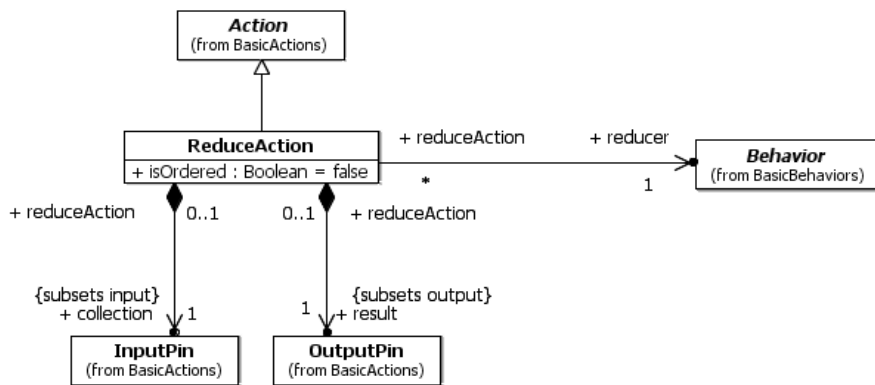 Action
(from BasicActions)
ReduceAction
+ isOrdered : Boolean = false
+ reduceAction
+ reducer
*
1
Behavior
(from BasicBehaviors)
+ reduceAction
0..1
0..1
+ reduceAction
{subsets input}
+ collection
1
{subsets output}
1
+ result
InputPin
(from BasicActions)
OutputPin
(from BasicActions)